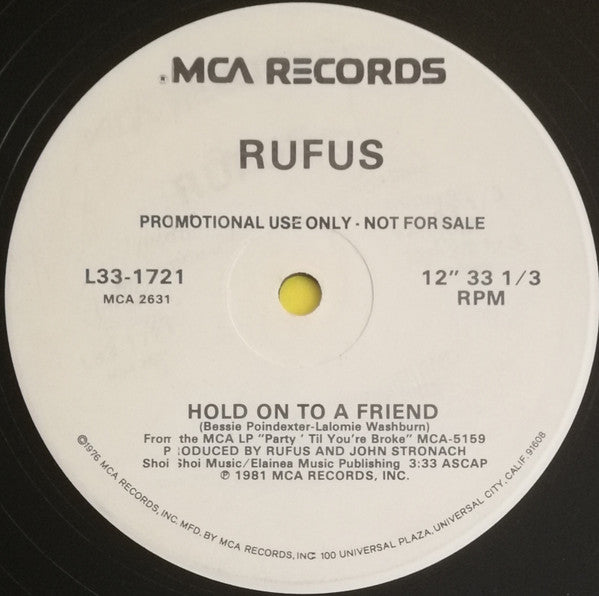 MCA RECORDS
RUFUS
PROMOTIONAL USE ONLY - NOT FOR SALE
L33-1721
MCA 2631
12" 33 1/3
RPM
HOLD ON TO A FRIEND
(Bessie Poindexter-Lalomie Washburn)
From the MCA LP "Party ' Til You're Broke" MCA-5159
PRODUCED BY RUFUS AND JOHN STRONACH
Shoi Shoi Music/Elainea Music Publishing 3:33 ASCAP
℗ 1981 MCA RECORDS, INC.
©1976 MCA RECORDS, INC. MFD. BY MCA RECORDS, INC 100 UNIVERSAL PLAZA, UNIVERSAL CITY, CALIF. 91608